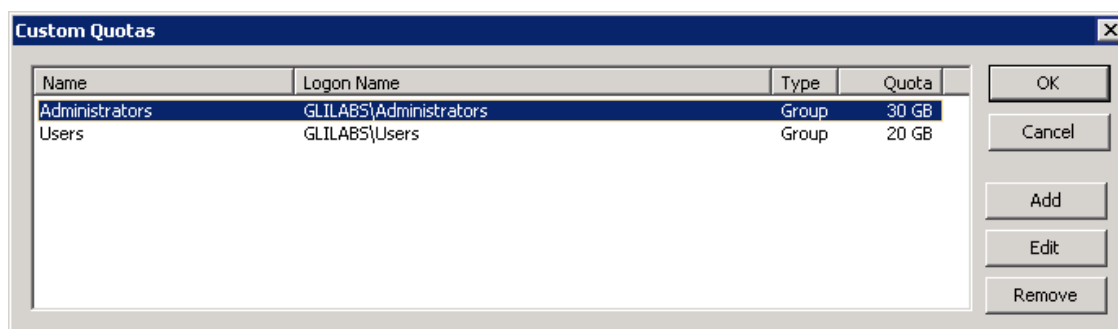 Custom Quotas
Name Logon Name Type Quota
OK
Administrators GLILABS\Administrators Group 30 GB
Users GLILABS\Users Group 20 GB
Cancel
Add
Edit
Remove